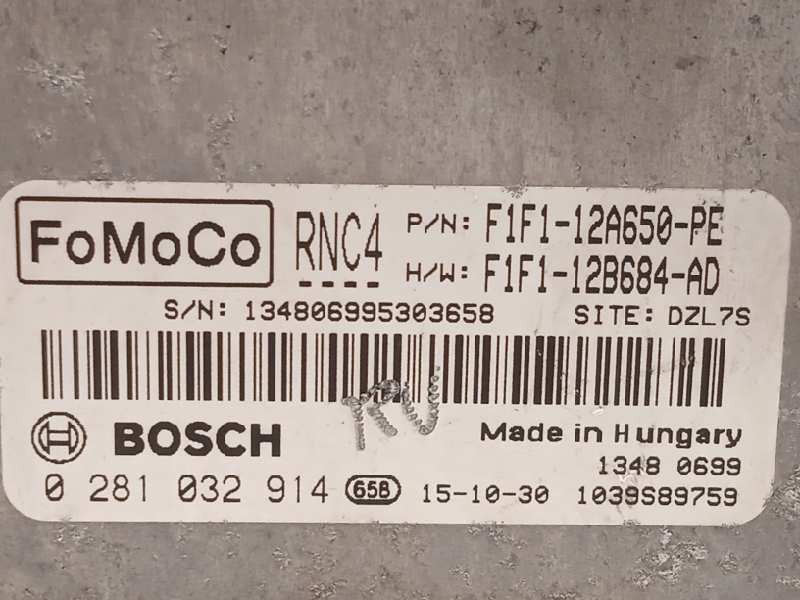 FoMoCo RNC4 P/N: F1F1-12A650-PE
H/W: F1F1-12B684-AD
S/N: 134806995303658 SITE: DZL7S
KU
BOSCH Made in Hungary
1348 0699
0 281 032 914 658 15-10-30 1039S89759